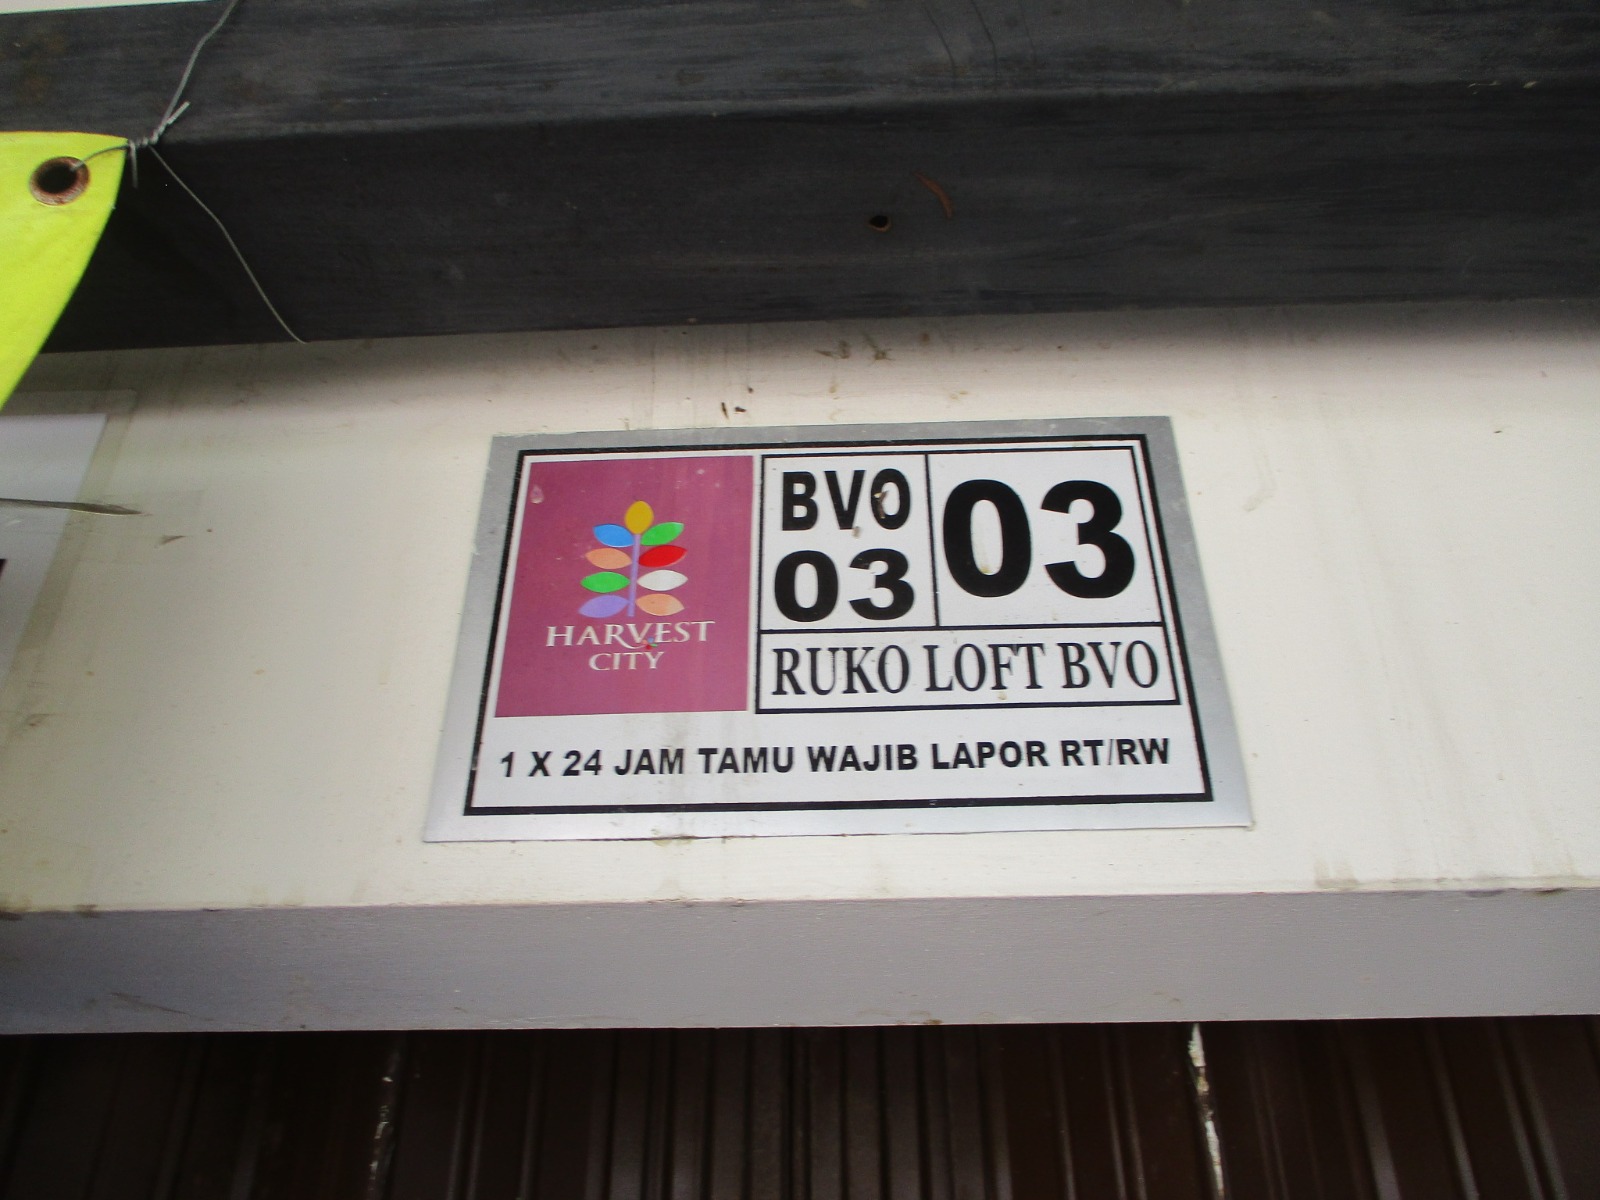 HARVEST
CITY
BVO
03
03
RUKO LOFT BVO
1 X 24 JAM TAMU WAJIB LAPOR RT/RW